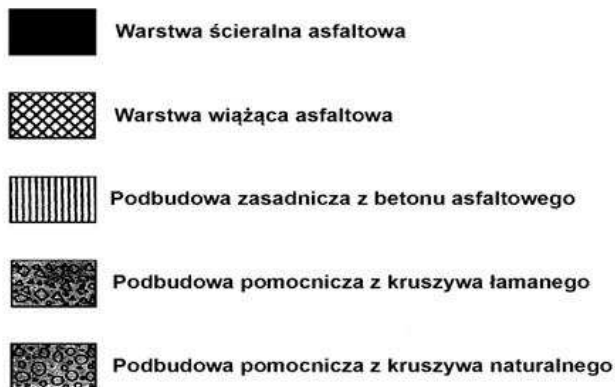 Warstwa ścieralna asfaltowa
Warstwa wiążąca asfaltowa
Podbudowa zasadnicza z betonu asfaltowego
Podbudowa pomocnicza z kruszywa łamanego
Podbudowa pomocnicza z kruszywa naturalnego